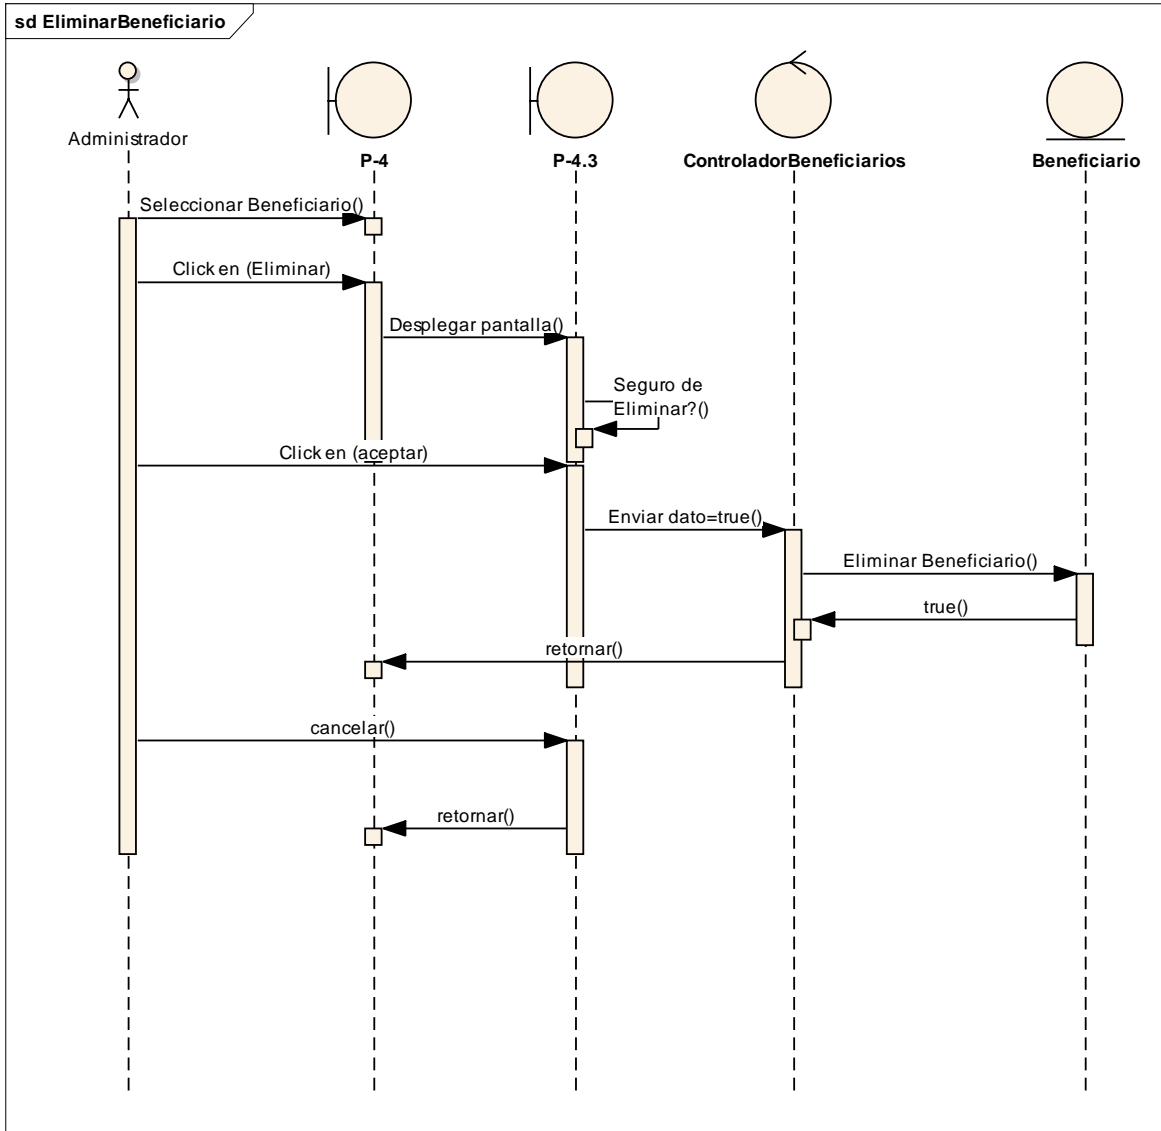 sd EliminarBeneficiario
Administrador
P-4
P-4.3
ControladorBeneficiarios
Beneficiario
Seleccionar Beneficiario()
Click en (Eliminar)
Desplegar pantalla()
Seguro de
Eliminar?()
Click en (aceptar)
Enviar dato=true()
Eliminar Beneficiario()
true()
retornar()
cancelar()
retornar()